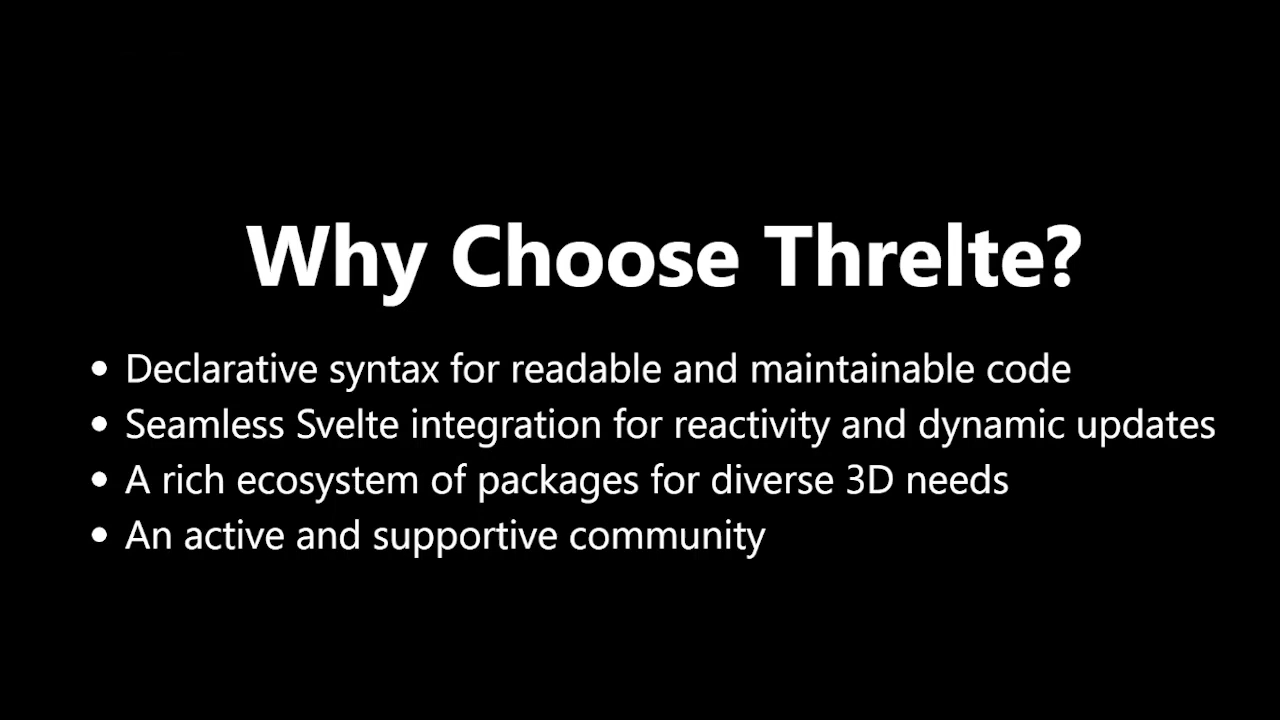 Why Choose Threlte?
• Declarative syntax for readable and maintainable code
• Seamless Svelte integration for reactivity and dynamic updates
• A rich ecosystem of packages for diverse 3D needs
• An active and supportive community